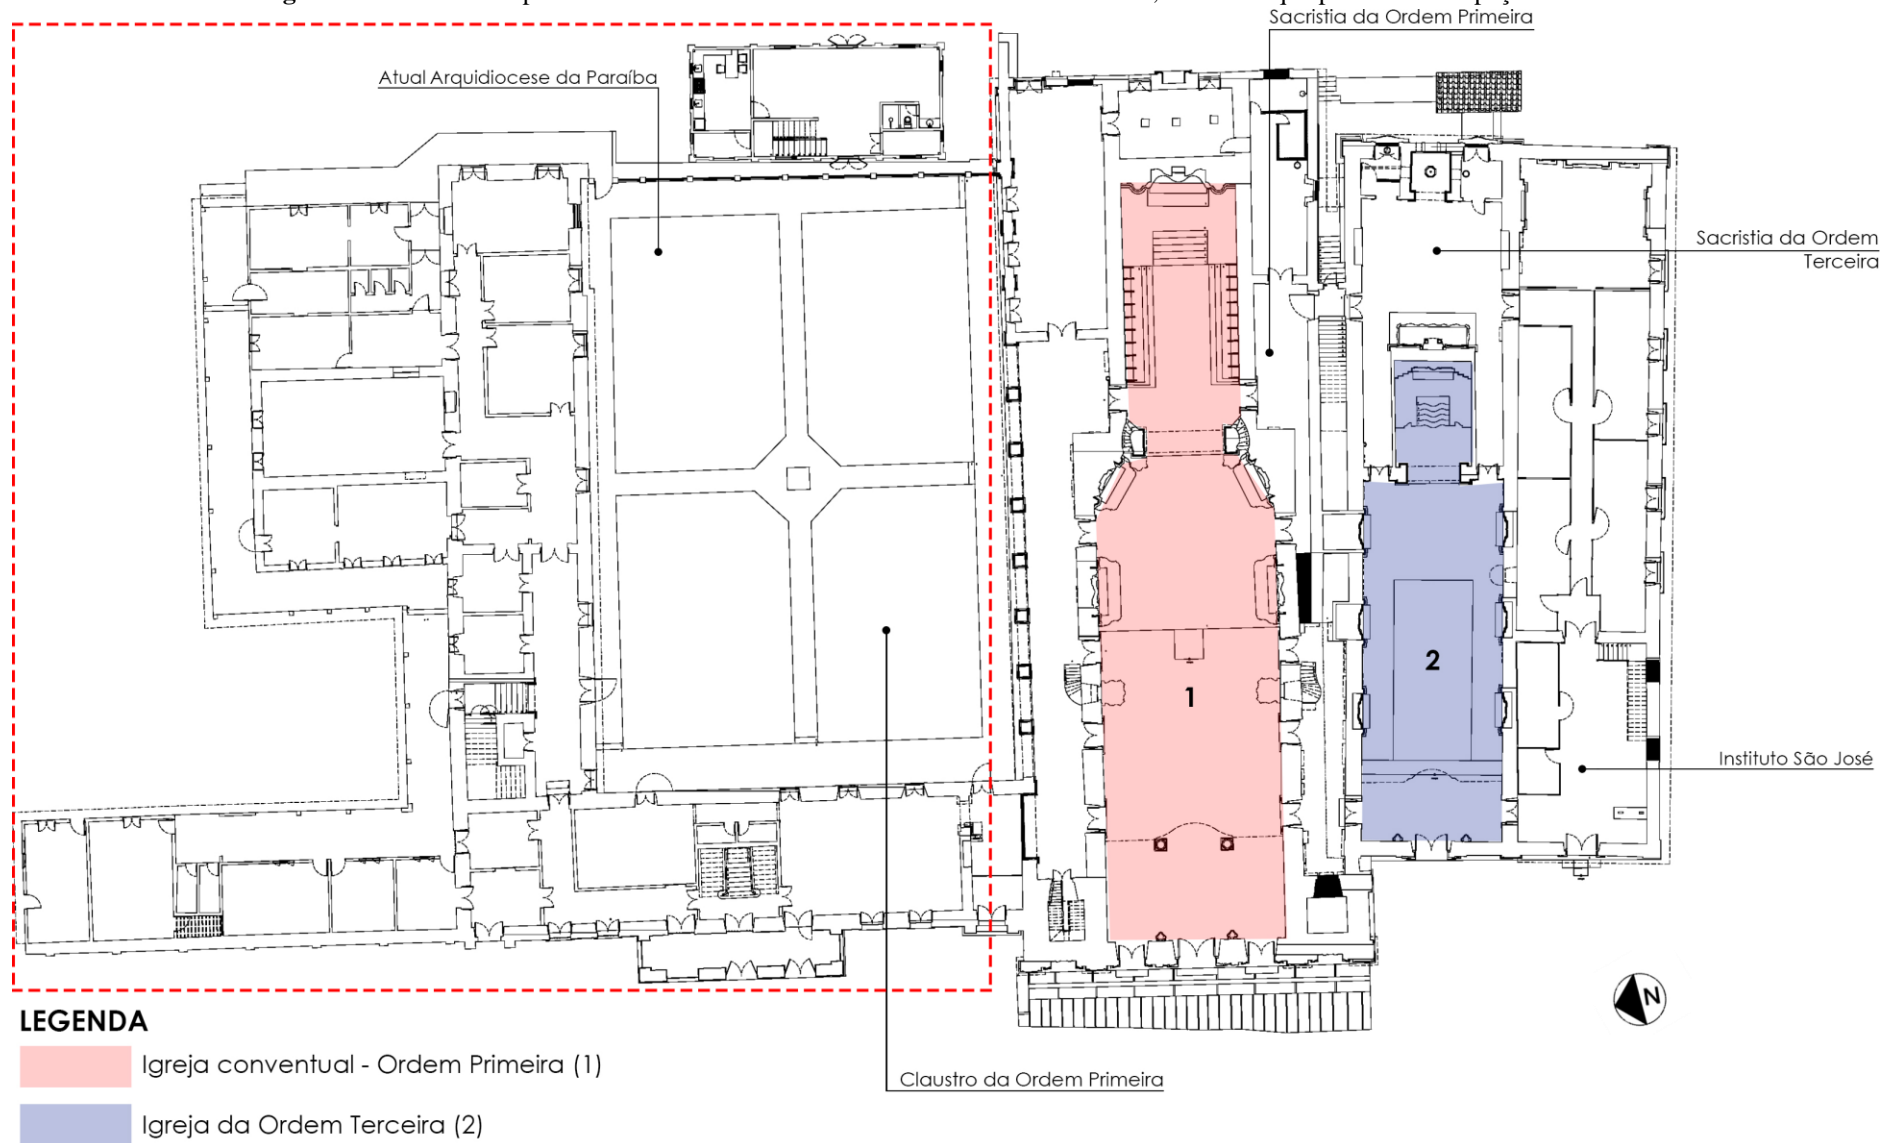 Sacristia da Ordem Primeira
Atual Arquidiocese da Paraíba
Sacristia da Ordem
Terceira
1
2
Instituto São José
N
LEGENDA
Igreja conventual - Ordem Primeira (1)
Claustro da Ordem Primeira
Igreja da Ordem Terceira (2)